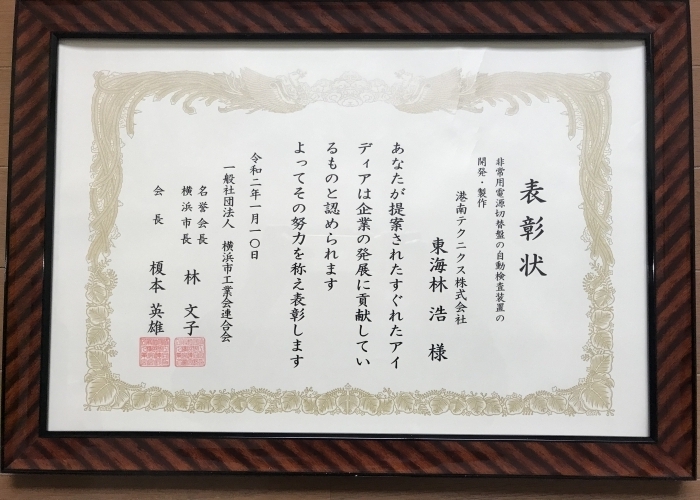 表彰状
非常用電源切替盤の自動検査装置の
開発・製作
港南テクニクス株式会社
東海林 浩 様
あなたが提案されたすぐれたアイ
ディアは企業の発展に貢献してい
るものと認められます
よってその努力を称え表彰します
令和二年一月一〇日
一般社団法人 横浜市工業会連合会
名誉会長
横浜市長 林 文子
会長 榎本 英雄